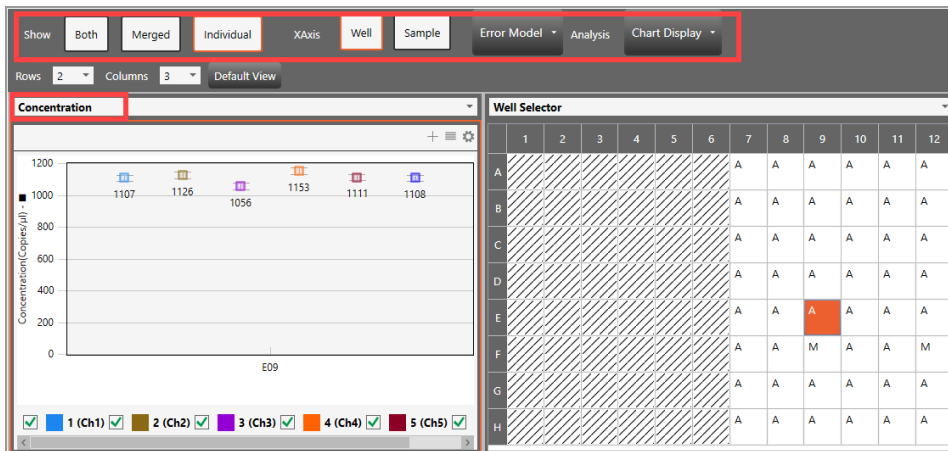 Show Both Merged Individual XAxis Well Sample Error Model Analysis Chart Display
Rows 2 Columns 3 Default View
Concentration
1200
1000
800
600
400
200
0
Concentration(Copies/µl) -
1107
1126
1056
1153
1111
1108
E09
1 (Ch1) 2 (Ch2) 3 (Ch3) 4 (Ch4) 5 (Ch5)
Well Selector
1 2 3 4 5 6 7 8 9 10 11 12
A A A A A A A
B A A A A A A
C A A A A A A
D A A A A A A
E A A A A A A
F A A M A A M
G A A A A A A
H A A A A A A